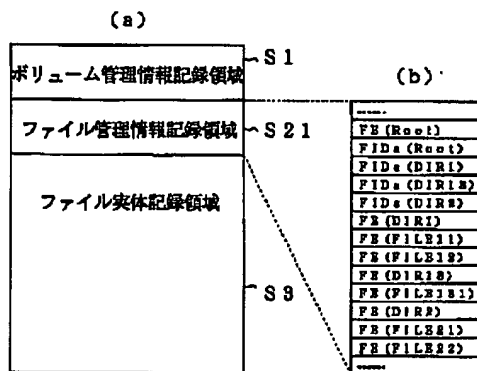 (a)
ボリューム管理情報記録領域
S1
ファイル管理情報記録領域
S21
ファイル実体記録領域
S3
(b)
......
FE(Root)
FIDs(Root)
FIDs(DIR1)
FIDs(DIR13)
FIDs(DIR2)
FE(DIR1)
FE(FILE11)
FE(FILE12)
FE(DIR13)
FE(FILE131)
FE(DIR2)
FE(FILE21)
FE(FILE22)
......